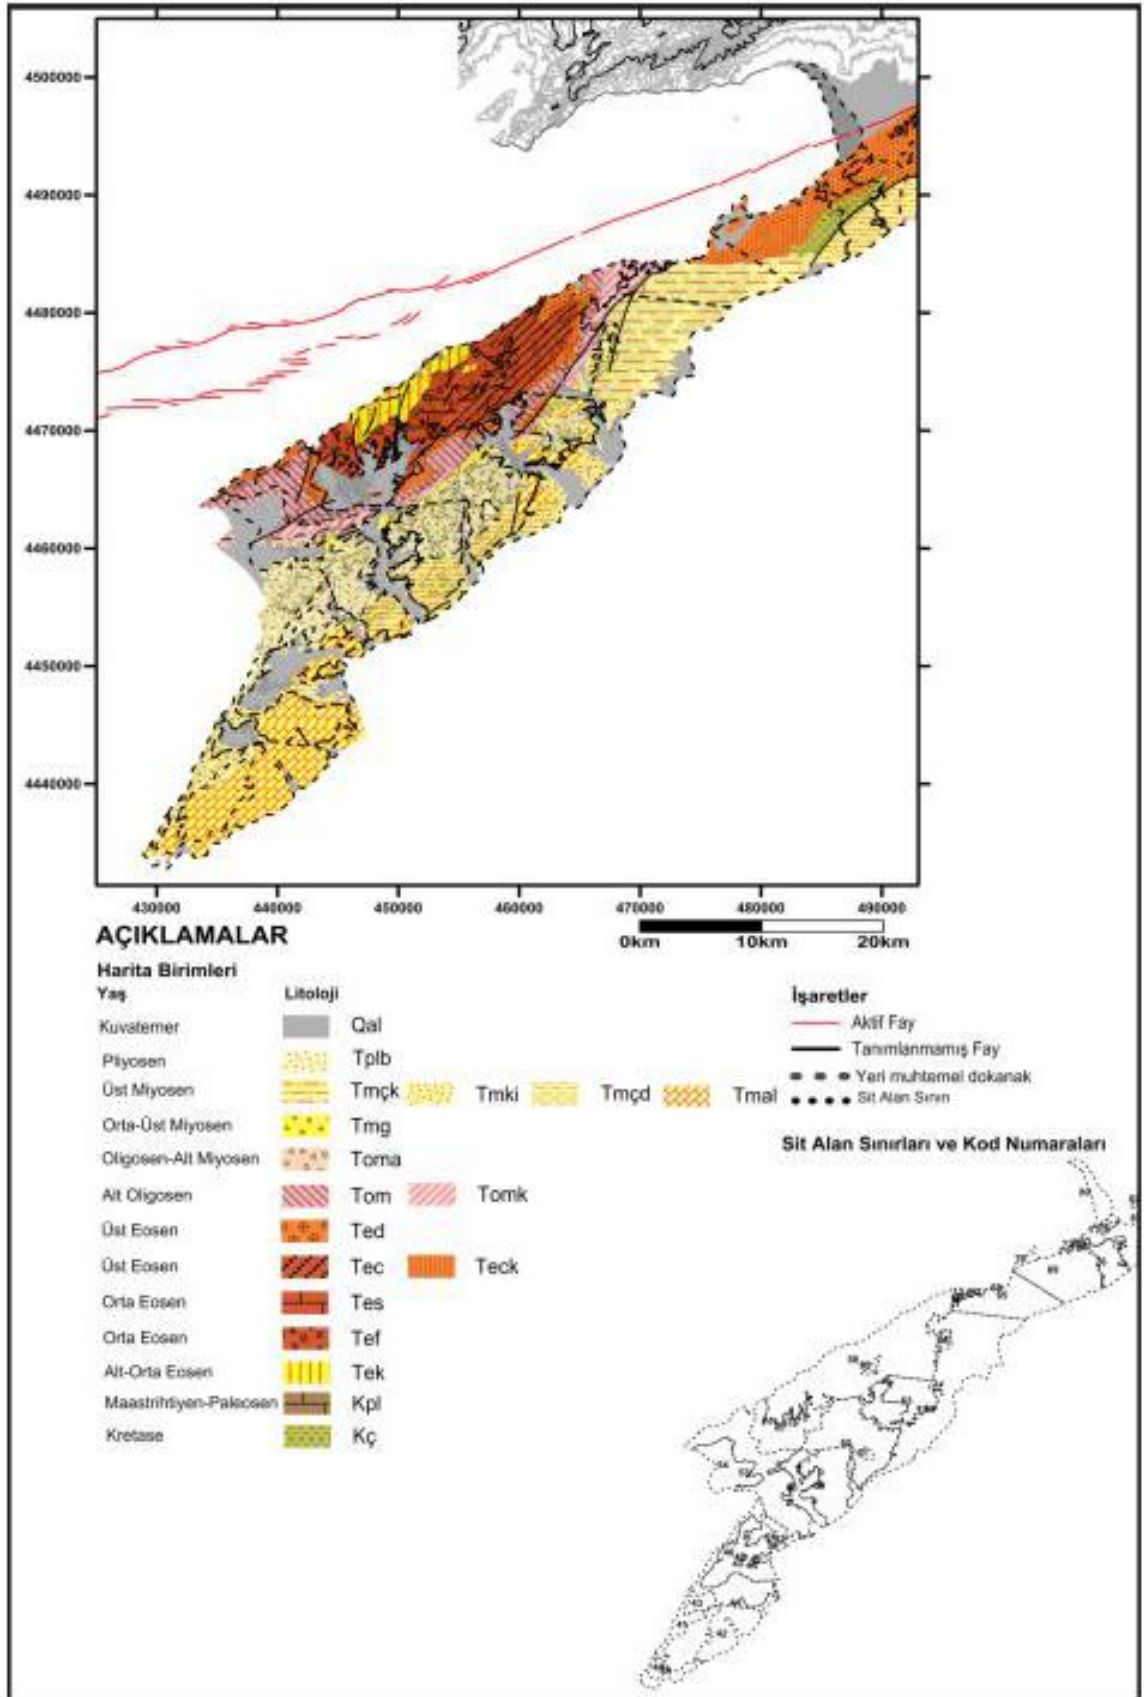 4500000
4490000
4480000
4470000
4460000
4450000
4440000
430000 440000 450000 460000 470000 480000 490000
0km 10km 20km
AÇIKLAMALAR
Harita Birimleri
Yaş Litoloji
Kuvaterner Qal
Pliyosen Tplb
Üst Miyosen Tmçk Tmki Tmçd Tmal
Orta-Üst Miyosen Tmg
Oligosen-Alt Miyosen Toma
Alt Oligosen Tom Tomk
Üst Eosen Ted
Üst Eosen Tec Teck
Orta Eosen Tes
Orta Eosen Tef
Alt-Orta Eosen Tek
Maastrihtiyen-Paleosen Kpl
Kretase Kç
İşaretler
Aktif Fay
Tanımlanmamış Fay
Yeri muhtemel dokanak
Sit Alan Sınırı
Sit Alan Sınırları ve Kod Numaraları